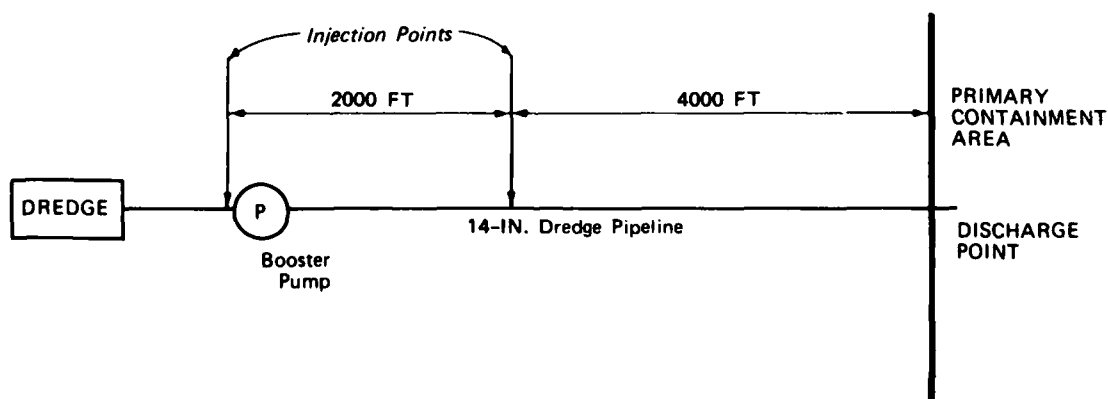 Injection Points
2000 FT
4000 FT
PRIMARY
CONTAINMENT
AREA
DREDGE
P
14-IN. Dredge Pipeline
DISCHARGE
POINT
Booster
Pump